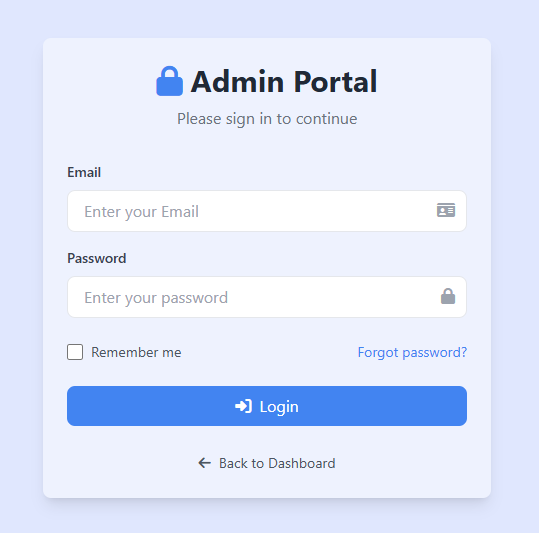 Admin Portal
Please sign in to continue
Email
Enter your Email
Password
Enter your password
Remember me
Forgot password?
Login
Back to Dashboard